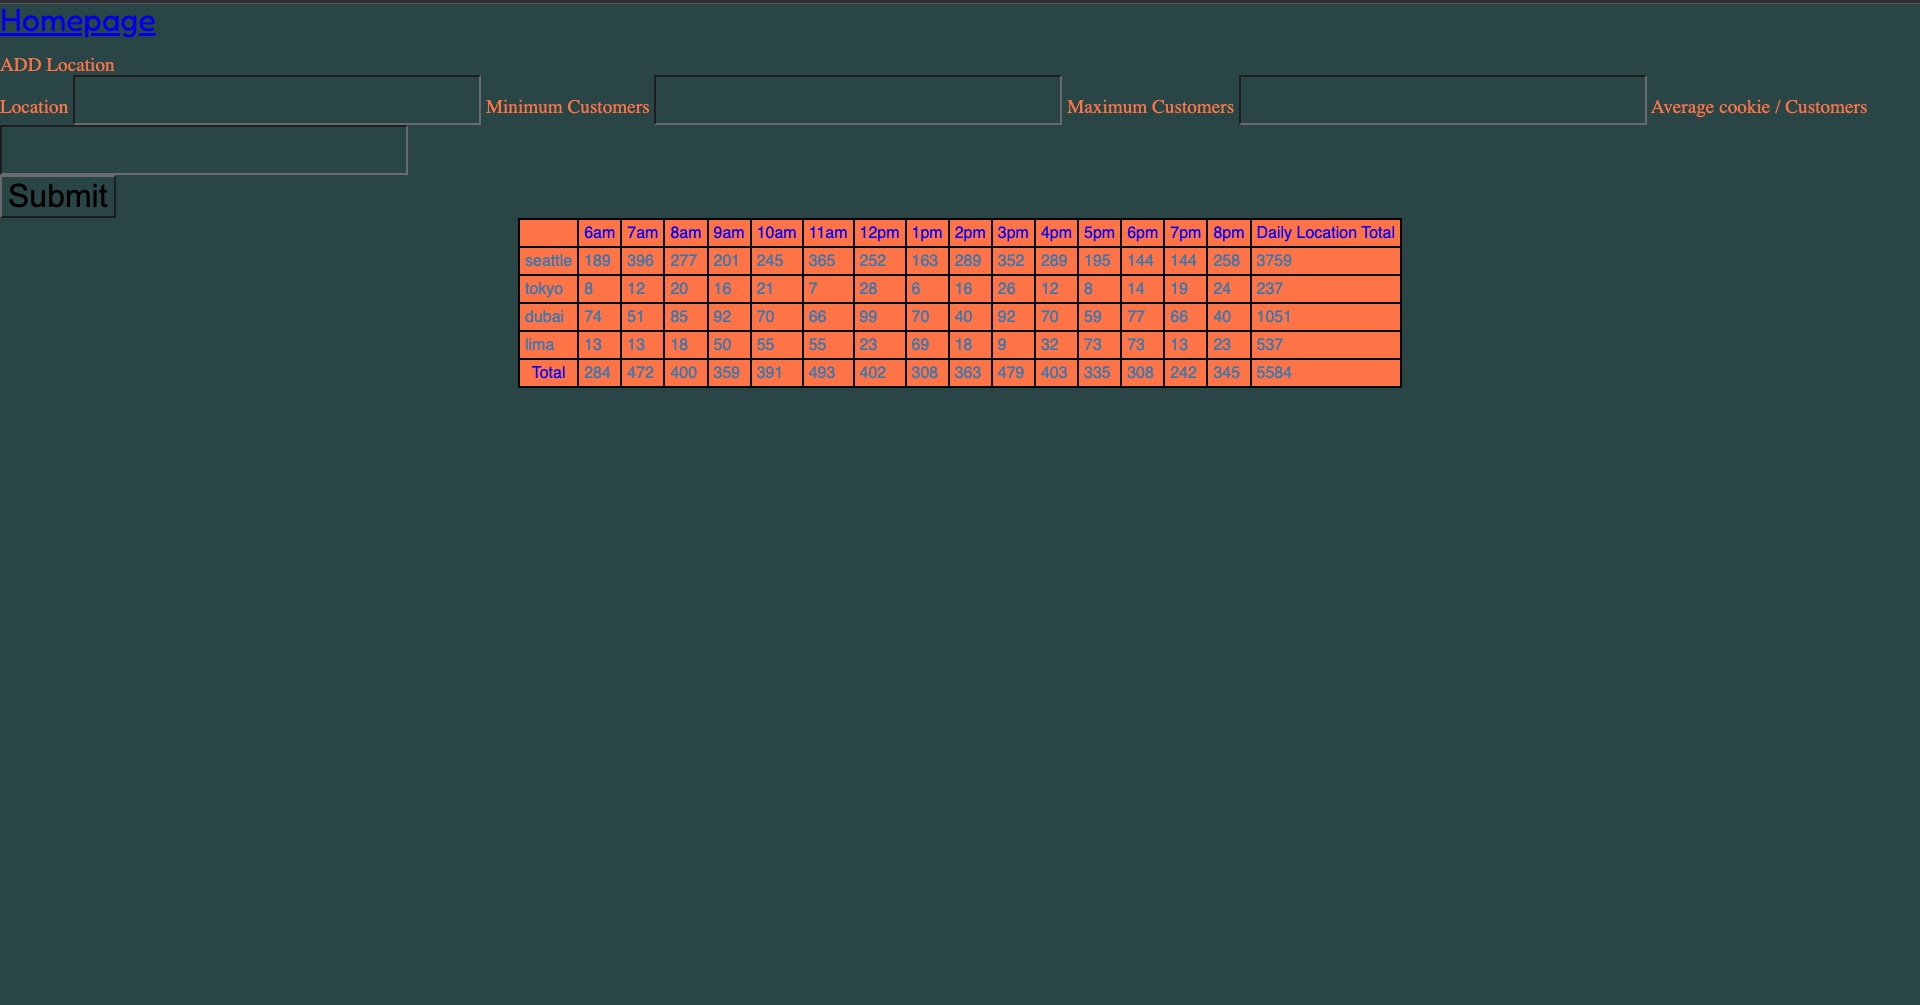 Homepage
ADD Location
Location Minimum Customers Maximum Customers Average cookie / Customers
Submit
6am 7am 8am 9am 10am 11am 12pm 1pm 2pm 3pm 4pm 5pm 6pm 7pm 8pm Daily Location Total
seattle 189 396 277 201 245 365 252 163 289 352 289 195 144 144 258 3759
tokyo 8 12 20 16 21 7 28 6 16 26 12 8 14 19 24 237
dubai 74 51 85 92 70 66 99 70 40 92 70 59 77 66 40 1051
lima 13 13 18 50 55 55 23 69 18 9 32 73 73 13 23 537
Total 284 472 400 359 391 493 402 308 363 479 403 335 308 242 345 5584